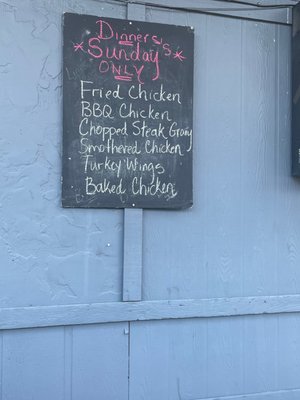 Dinners's
*Sunday*
ONLY
Fried Chicken
BBQ Chicken
Chopped Steak Gravy
Smothered Chicken
Turkey Wings
Baked Chicken